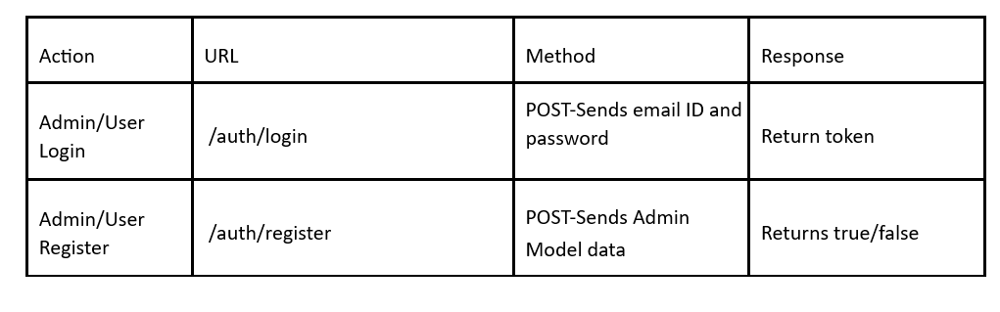 Action
URL
Method
Response
Admin/User
Login
/auth/login
POST-Sends email ID and
password
Return token
Admin/User
Register
/auth/register
POST-Sends Admin
Model data
Returns true/false